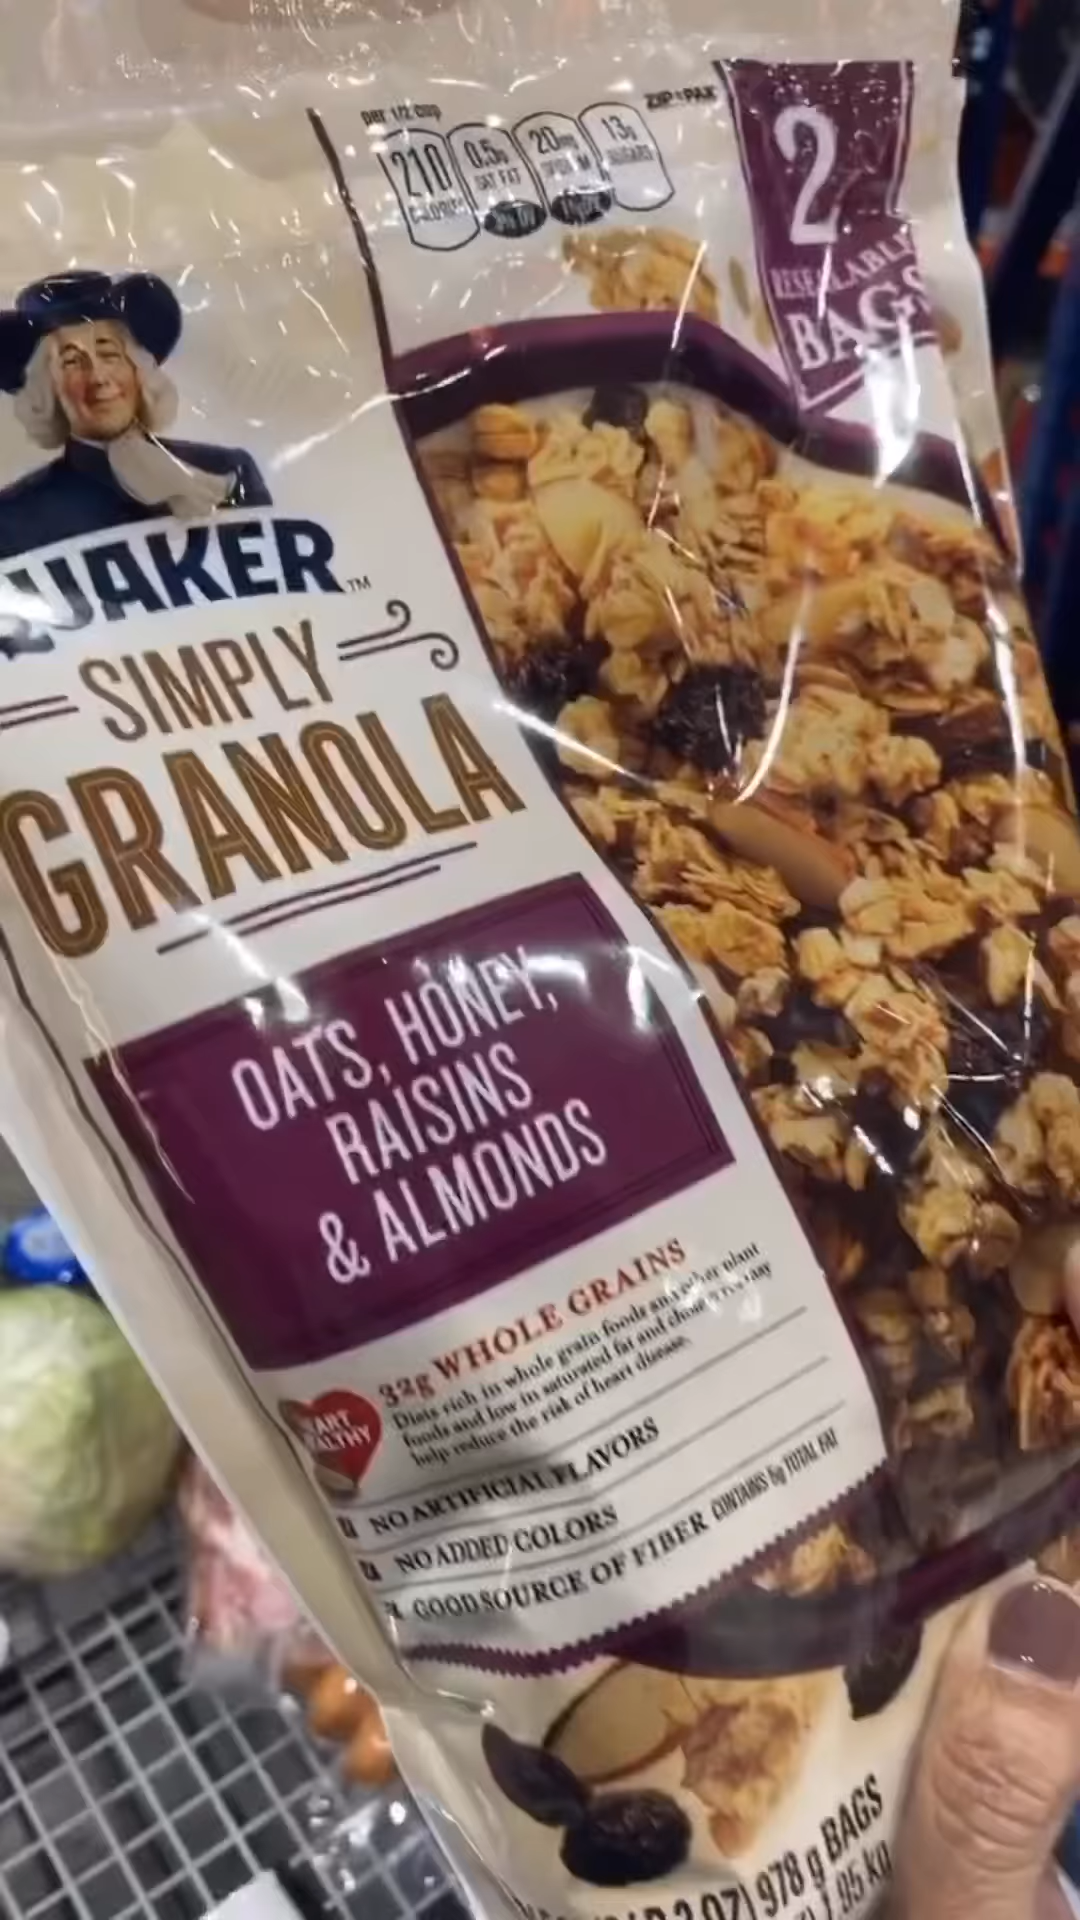 per 1/2 cup
210
CALORIES
0.5g
SAT FAT
20mg
SODIUM
13g
SUGARS
ZIP-PAK
2
RESEALABLE
BAGS
QUAKER™
SIMPLY
GRANOLA
OATS, HONEY,
RAISINS
& ALMONDS
32g WHOLE GRAINS
Diets rich in whole grain foods and other plant
foods and low in saturated fat and cholesterol may
help reduce the risk of heart disease.
HEART
HEALTHY
NO ARTIFICIAL FLAVORS
NO ADDED COLORS
GOOD SOURCE OF FIBER CONTAINS 6g TOTAL FAT
2 OZ) 978 g BAGS
1.95 kg